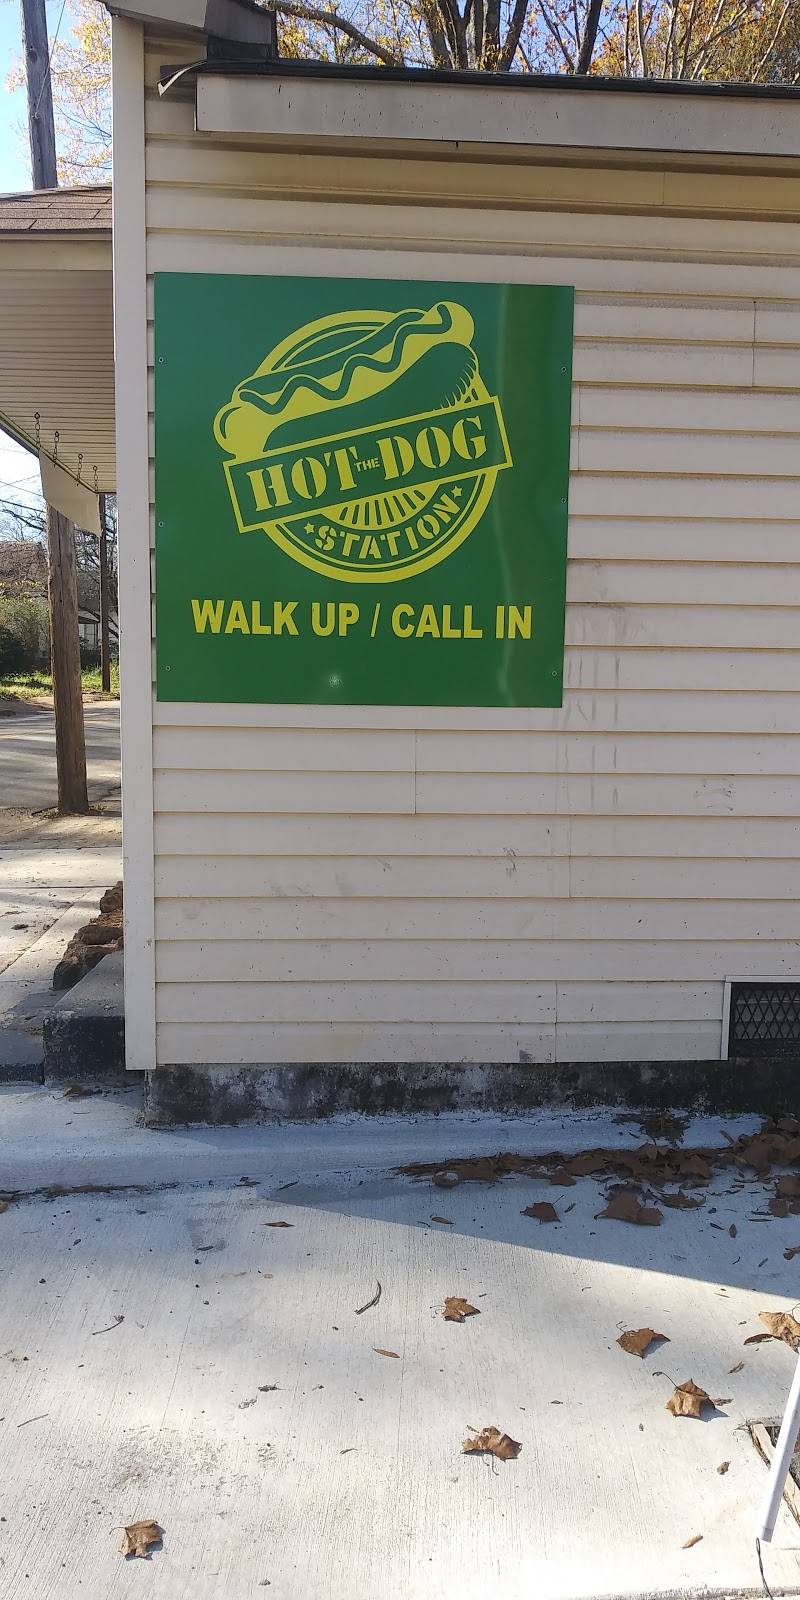 HOT THE DOG
STATION
WALK UP / CALL IN